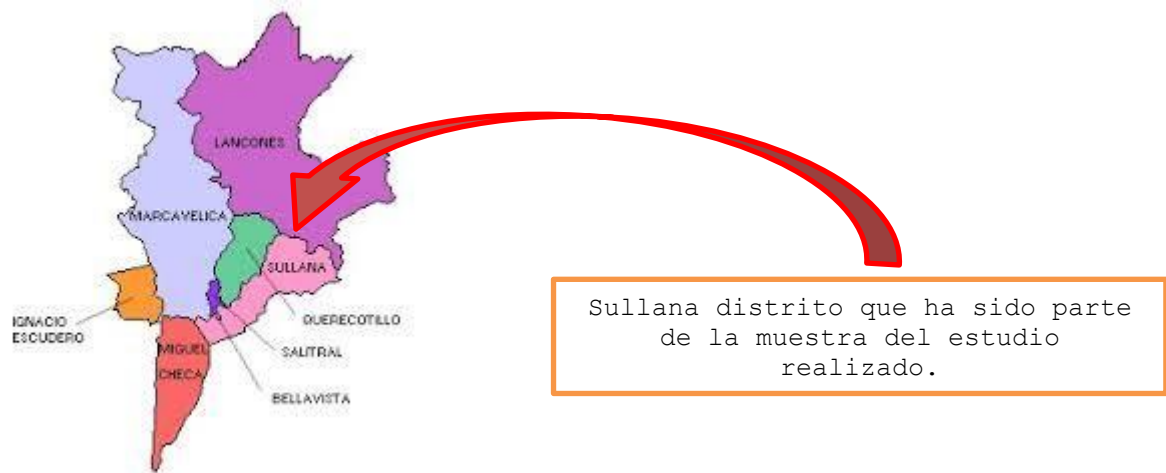 LANCONES
MARCAVELICA
SULLANA
IGNACIO
ESCUDERO
QUERECOTILLO
MIGUEL
CHECA
SALITRAL
BELLAVISTA
Sullana distrito que ha sido parte
de la muestra del estudio
realizado.